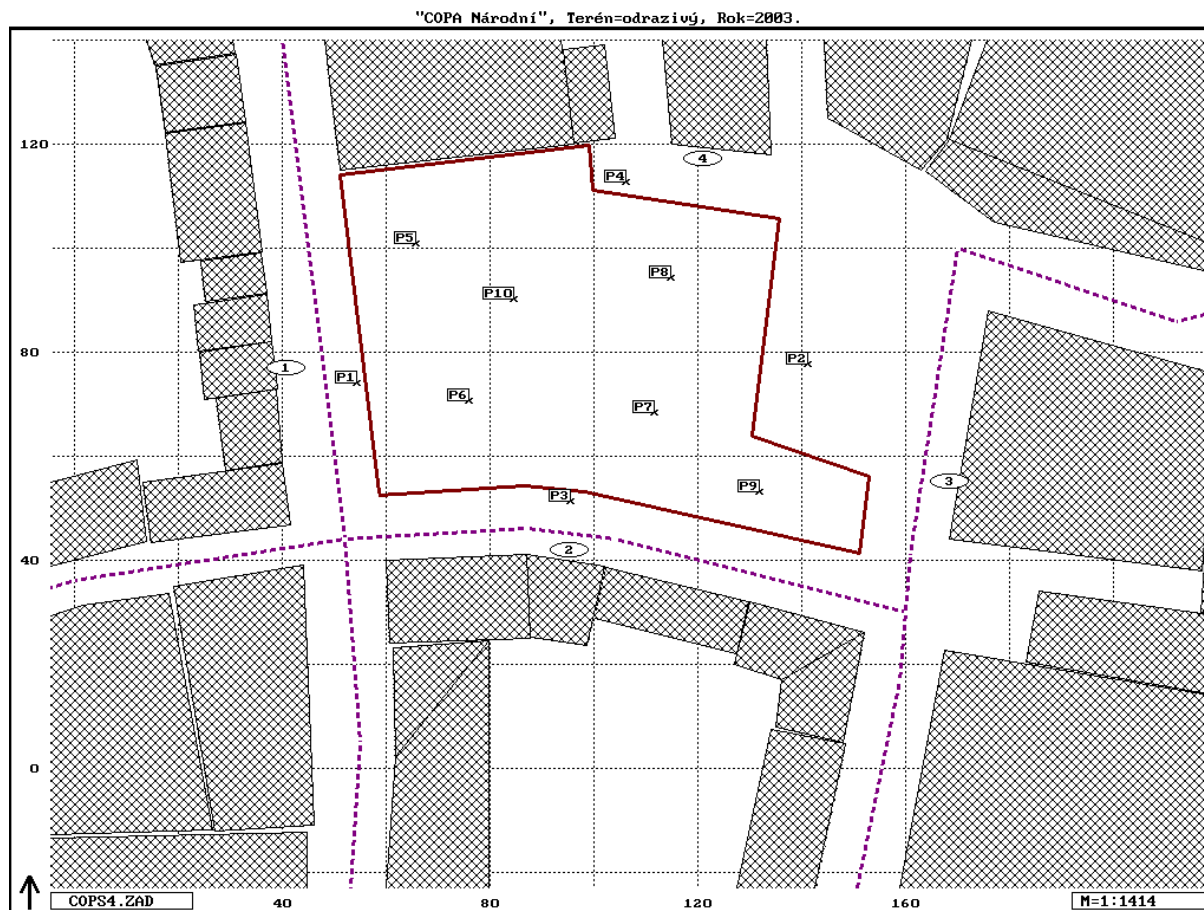 "COPA Národní", Terén=odrazivý, Rok=2003.
120
4
P4
P5
P8
P10
80
P2
1
P1
P6
P7
3
P9
P3
2
40
0
COPS4.ZAD
40
80
120
160
M=1:1414